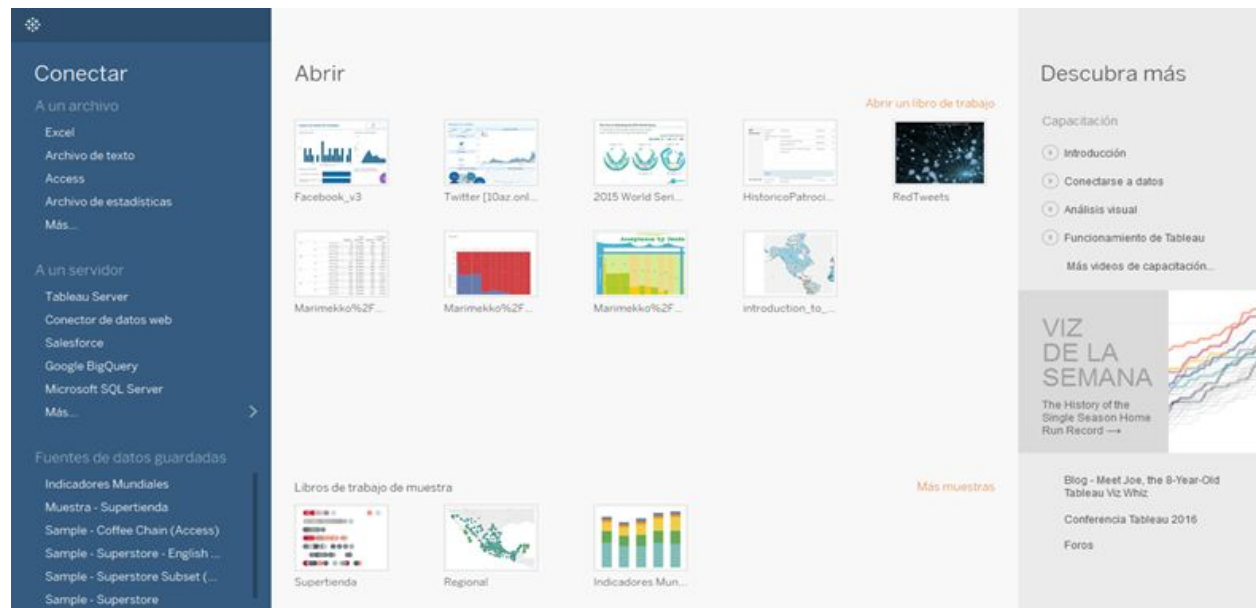 Conectar
A un archivo
Excel
Archivo de texto
Access
Archivo de estadísticas
Más...
A un servidor
Tableau Server
Conector de datos web
Salesforce
Google BigQuery
Microsoft SQL Server
Más...
Fuentes de datos guardadas
Indicadores Mundiales
Muestra - Supertienda
Sample - Coffee Chain (Access)
Sample - Superstore - English ...
Sample - Superstore Subset (...
Sample - Superstore
Abrir
Abrir un libro de trabajo
Facebook_v3
Twitter [10az.onl...
2015 World Seri...
HistoricoPatroci...
RedTweets
Marimekko%2F...
Marimekko%2F...
Acceptance by Seeds
Marimekko%2F...
introduction_to_...
Libros de trabajo de muestra
Más muestras
Supertienda
Regional
Indicadores Mun...
Descubra más
Capacitación
Introducción
Conectarse a datos
Análisis visual
Funcionamiento de Tableau
Más videos de capacitación...
VIZ
DE LA
SEMANA
The History of the
Single Season Home
Run Record →
Blog - Meet Joe, the 8-Year-Old
Tableau Viz Whiz
Conferencia Tableau 2016
Foros